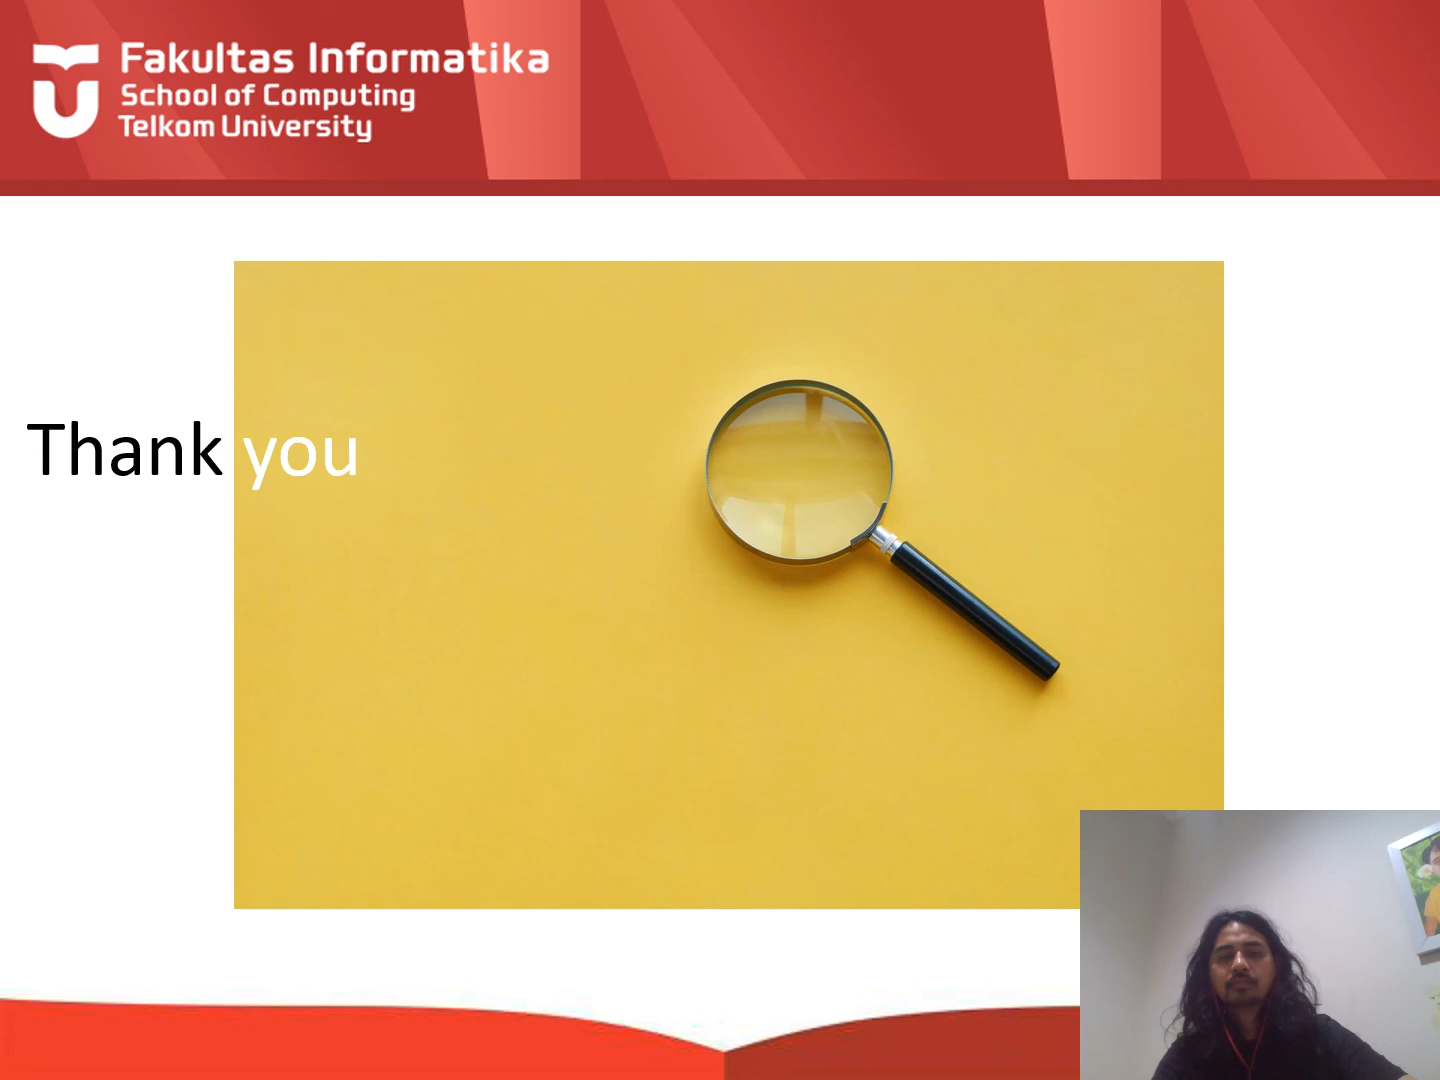 Fakultas Informatika
School of Computing
Telkom University
Thank you